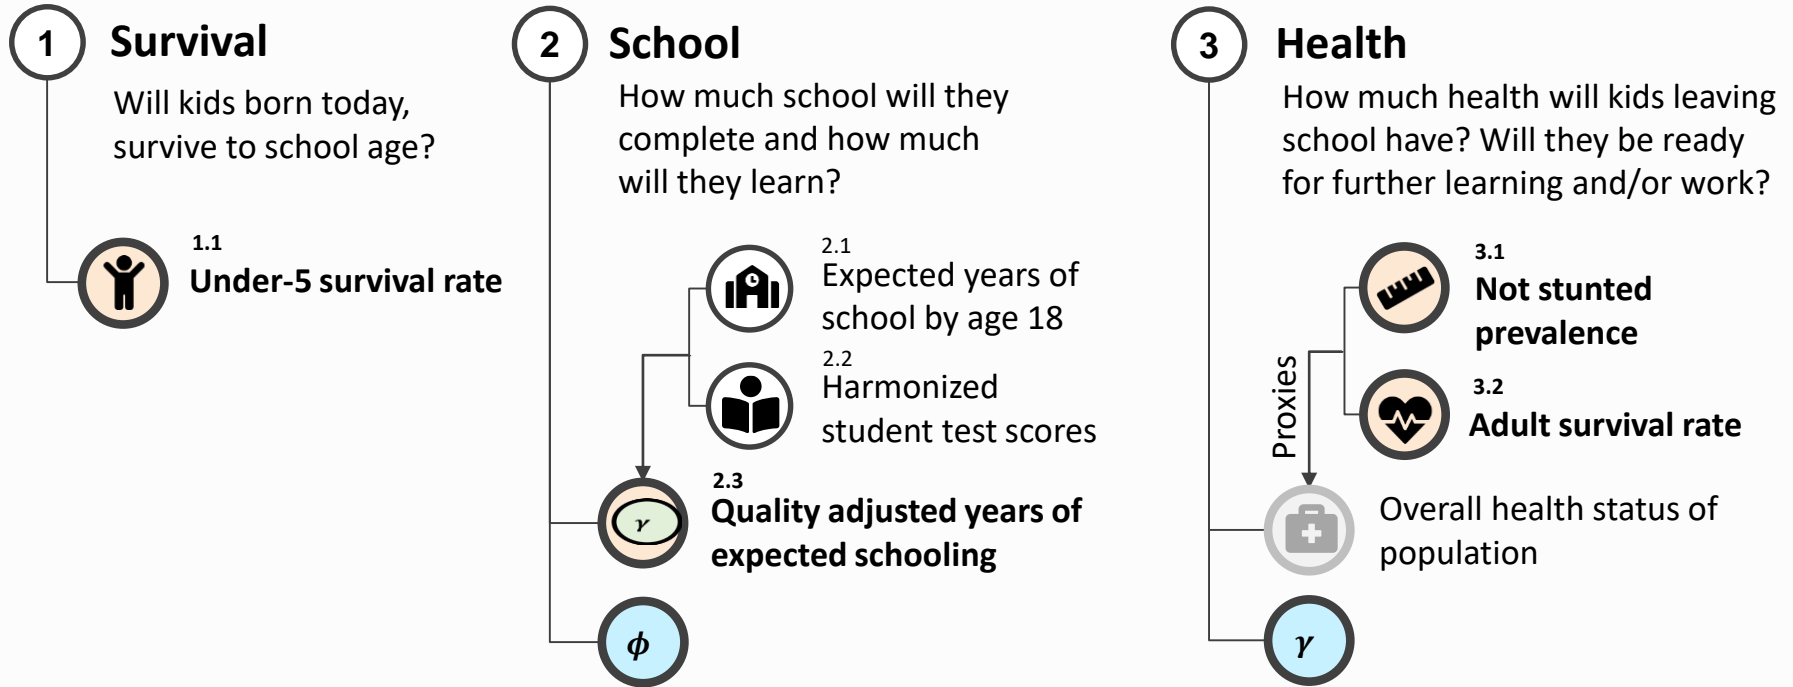 1
Survival
Will kids born today,
survive to school age?
1.1
Under-5 survival rate
2
School
How much school will they
complete and how much
will they learn?
2.1
Expected years of
school by age 18
2.2
Harmonized
student test scores
2.3
Quality adjusted years of
expected schooling
γ
ϕ
3
Health
How much health will kids leaving
school have? Will they be ready
for further learning and/or work?
3.1
Not stunted
prevalence
3.2
Adult survival rate
Proxies
Overall health status of
population
γ